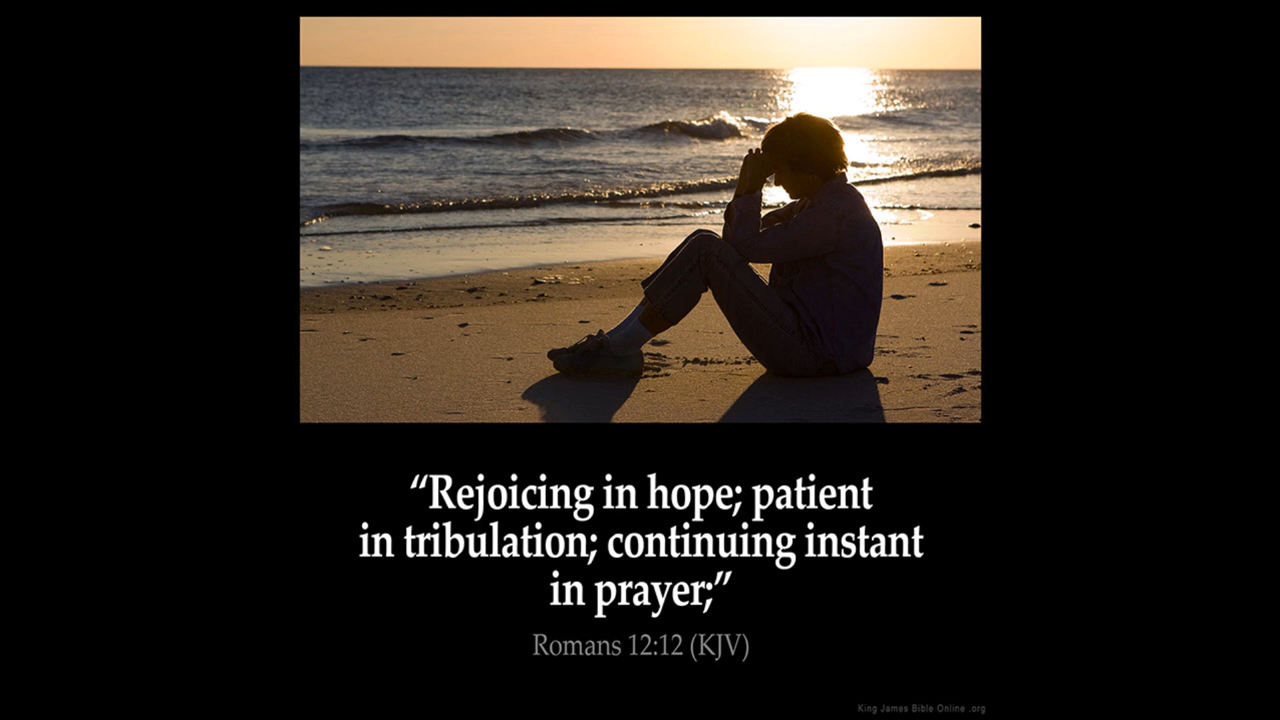 “Rejoicing in hope; patient
in tribulation; continuing instant
in prayer;”
Romans 12:12 (KJV)
King James Bible Online .org